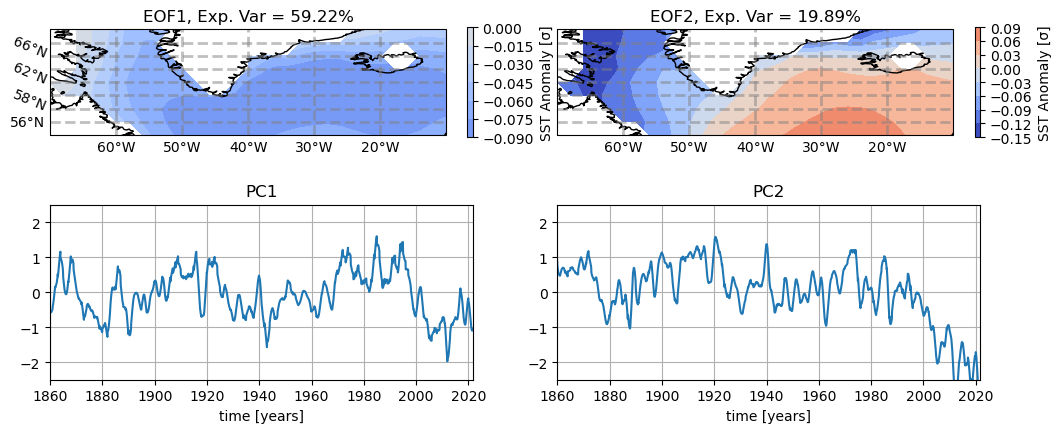 EOF1, Exp. Var = 59.22%
66°N
62°N
58°N
56°N
60°W 50°W 40°W 30°W 20°W
0.000
−0.015
−0.030
−0.045
−0.060
−0.075
−0.090
SST Anomaly [σ]
EOF2, Exp. Var = 19.89%
60°W 50°W 40°W 30°W 20°W
0.09
0.06
0.03
0.00
−0.03
−0.06
−0.09
−0.12
−0.15
SST Anomaly [σ]
PC1
2
1
0
−1
−2
1860 1880 1900 1920 1940 1960 1980 2000 2020
time [years]
PC2
2
1
0
−1
−2
1860 1880 1900 1920 1940 1960 1980 2000 2020
time [years]